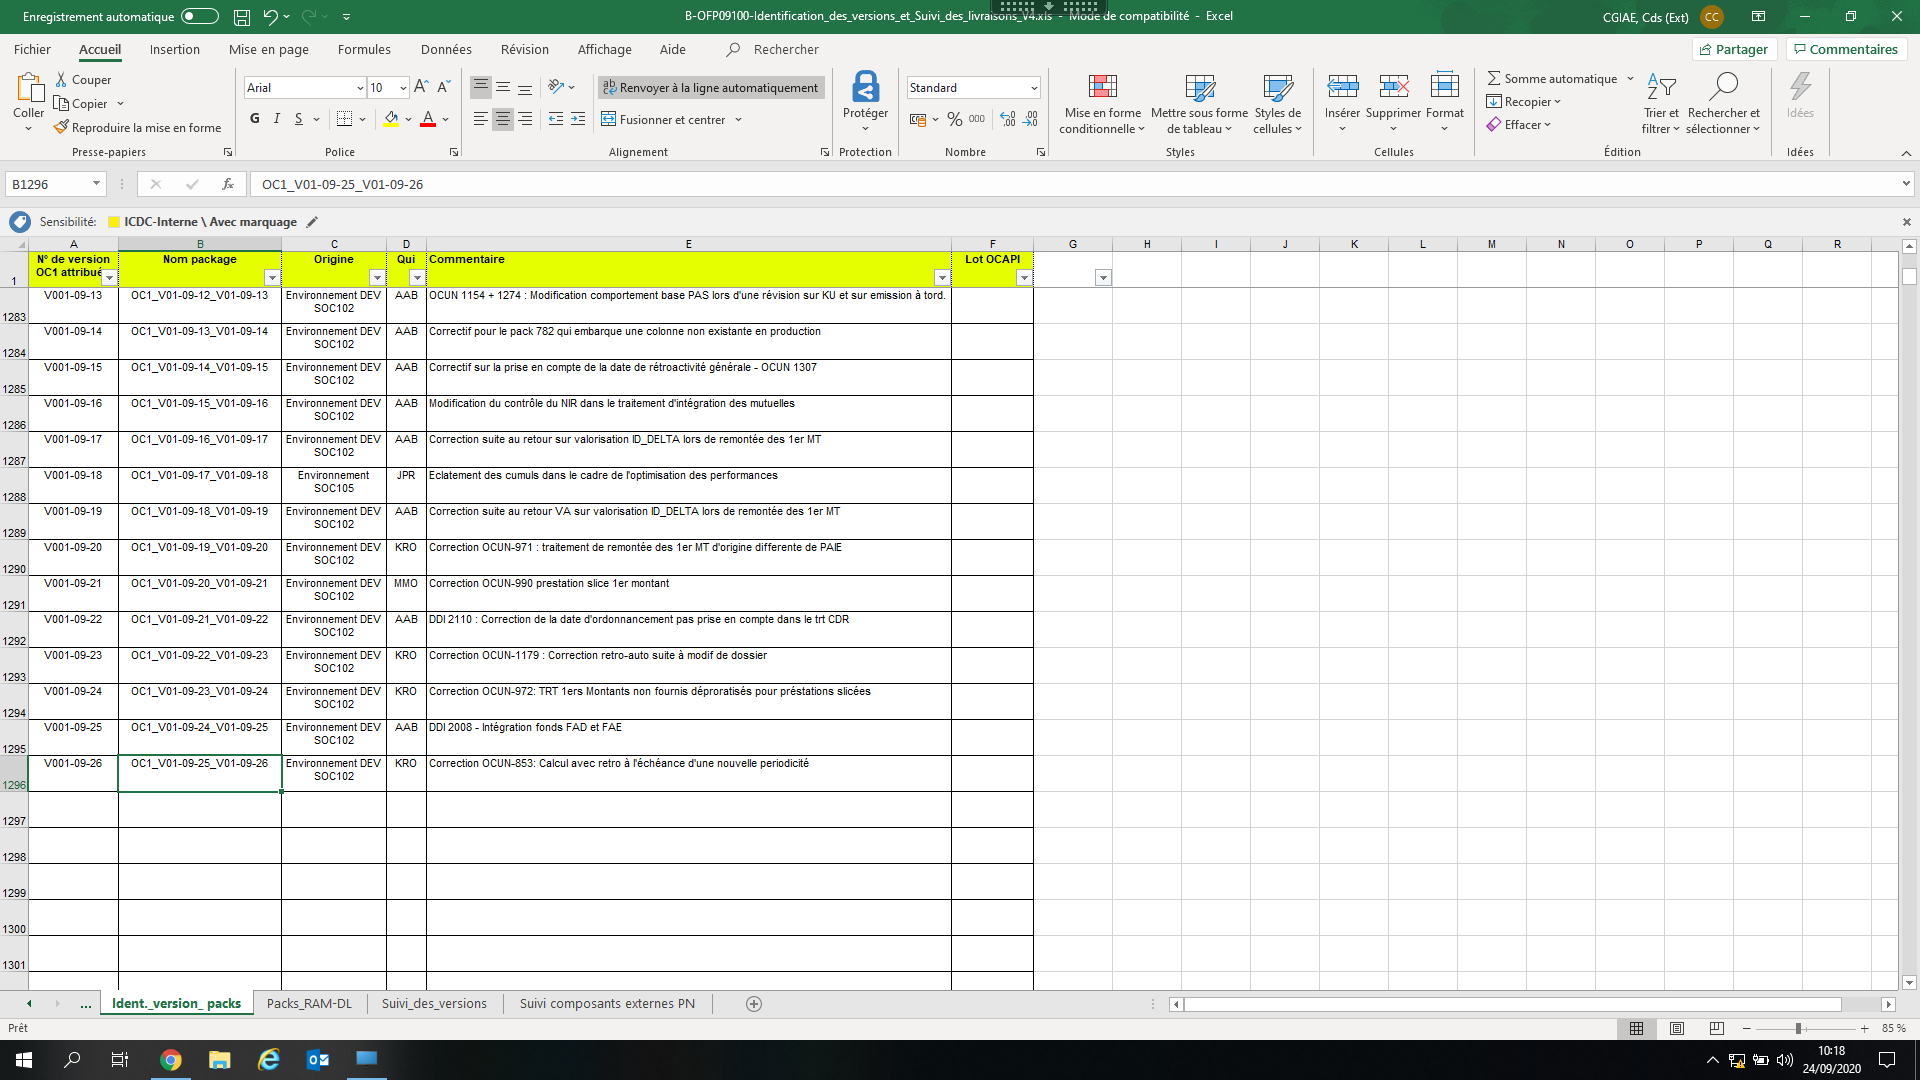 Enregistrement automatique
B-OFP09100-Identification_des_versions_et_Suivi_des_livraisons_V4.xls - Mode de compatibilité - Excel
CGIAE, Cds (Ext) CC
Fichier Accueil Insertion Mise en page Formules Données Révision Affichage Aide Rechercher Partager Commentaires
Coller Couper Copier Reproduire la mise en forme
Arial 10
G I S
Renvoyer à la ligne automatiquement
Fusionner et centrer
Protéger
Standard
% 000
Mise en forme conditionnelle
Mettre sous forme de tableau
Styles de cellules
Insérer Supprimer Format
Somme automatique
Recopier
Effacer
Trier et filtrer
Rechercher et sélectionner
Idées
Presse-papiers Police Alignement Protection Nombre Styles Cellules Édition Idées
B1296 fx OC1_V01-09-25_V01-09-26
Sensibilité: ICDC-Interne \ Avec marquage
A B C D E F G H I J K L M N O P Q R
1 N° de version OC1 attribué Nom package Origine Qui Commentaire Lot OCAPI
1283 V001-09-13 OC1_V01-09-12_V01-09-13 Environnement DEV SOC102 AAB OCUN 1154 + 1274 : Modification comportement base PAS lors d'une révision sur KU et sur emission à tord.
1284 V001-09-14 OC1_V01-09-13_V01-09-14 Environnement DEV SOC102 AAB Correctif pour le pack 782 qui embarque une colonne non existante en production
1285 V001-09-15 OC1_V01-09-14_V01-09-15 Environnement DEV SOC102 AAB Correctif sur la prise en compte de la date de rétroactivité générale - OCUN 1307
1286 V001-09-16 OC1_V01-09-15_V01-09-16 Environnement DEV SOC102 AAB Modification du contrôle du NIR dans le traitement d'intégration des mutuelles
1287 V001-09-17 OC1_V01-09-16_V01-09-17 Environnement DEV SOC102 AAB Correction suite au retour sur valorisation ID_DELTA lors de remontée des 1er MT
1288 V001-09-18 OC1_V01-09-17_V01-09-18 Environnement SOC105 JPR Eclatement des cumuls dans le cadre de l'optimisation des performances
1289 V001-09-19 OC1_V01-09-18_V01-09-19 Environnement DEV SOC102 AAB Correction suite au retour VA sur valorisation ID_DELTA lors de remontée des 1er MT
1290 V001-09-20 OC1_V01-09-19_V01-09-20 Environnement DEV SOC102 KRO Correction OCUN-971 : traitement de remontée des 1er MT d'origine differente de PAIE
1291 V001-09-21 OC1_V01-09-20_V01-09-21 Environnement DEV SOC102 MMO Correction OCUN-990 prestation slice 1er montant
1292 V001-09-22 OC1_V01-09-21_V01-09-22 Environnement DEV SOC102 AAB DDI 2110 : Correction de la date d'ordonnancement pas prise en compte dans le trt CDR
1293 V001-09-23 OC1_V01-09-22_V01-09-23 Environnement DEV SOC102 KRO Correction OCUN-1179 : Correction retro-auto suite à modif de dossier
1294 V001-09-24 OC1_V01-09-23_V01-09-24 Environnement DEV SOC102 KRO Correction OCUN-972: TRT 1ers Montants non fournis déproratisés pour préstations slicées
1295 V001-09-25 OC1_V01-09-24_V01-09-25 Environnement DEV SOC102 AAB DDI 2008 - Intégration fonds FAD et FAE
1296 V001-09-26 OC1_V01-09-25_V01-09-26 Environnement DEV SOC102 KRO Correction OCUN-853: Calcul avec retro à l'échéance d'une nouvelle periodicité
1297
1298
1299
1300
1301
... Ident._version_ packs Packs_RAM-DL Suivi_des_versions Suivi composants externes PN
Prêt 85 %
10:18
24/09/2020